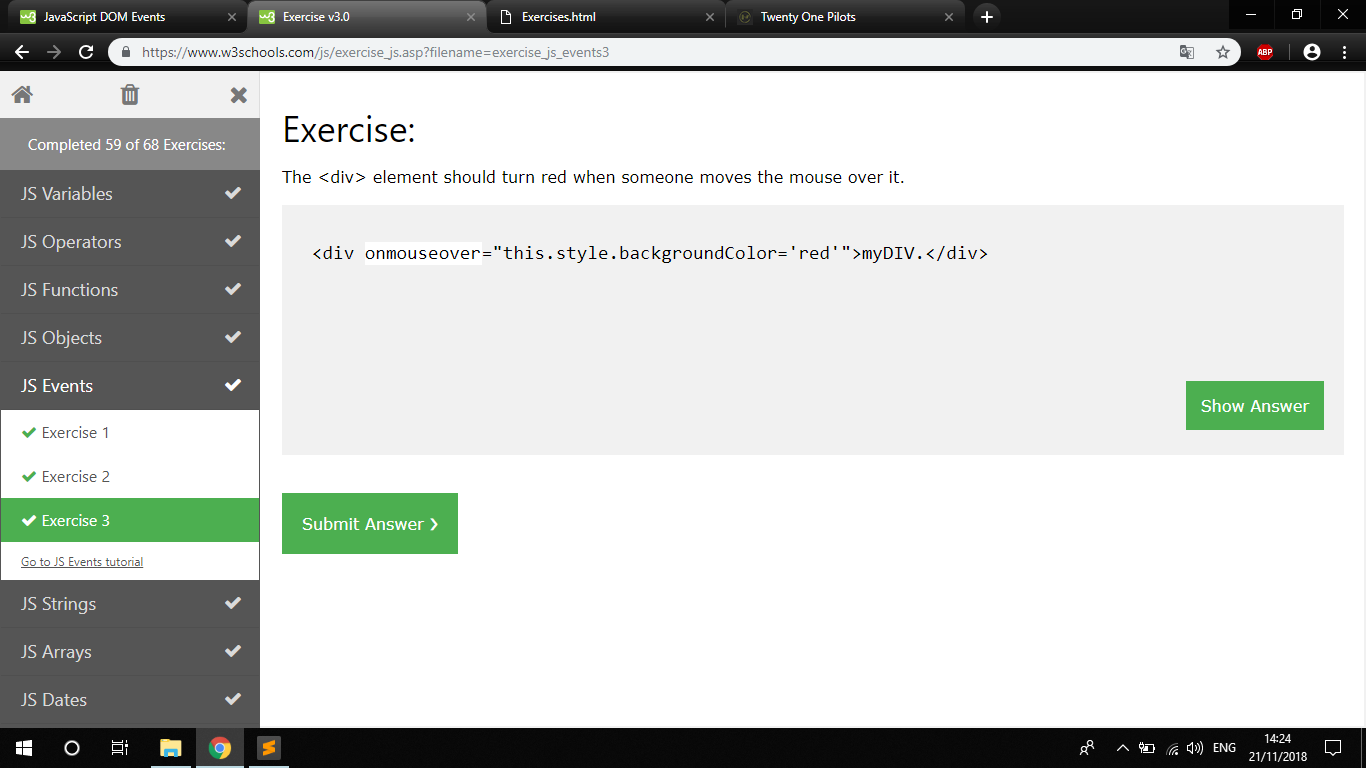 JavaScript DOM Events
Exercise v3.0
Exercises.html
Twenty One Pilots
https://www.w3schools.com/js/exercise_js.asp?filename=exercise_js_events3
ABP
Completed 59 of 68 Exercises:
JS Variables
JS Operators
JS Functions
JS Objects
JS Events
Exercise 1
Exercise 2
Exercise 3
Go to JS Events tutorial
JS Strings
JS Arrays
JS Dates
Exercise:
The <div> element should turn red when someone moves the mouse over it.
<div onmouseover="this.style.backgroundColor='red'">myDIV.</div>
Show Answer
Submit Answer ❯
ENG
14:24
21/11/2018